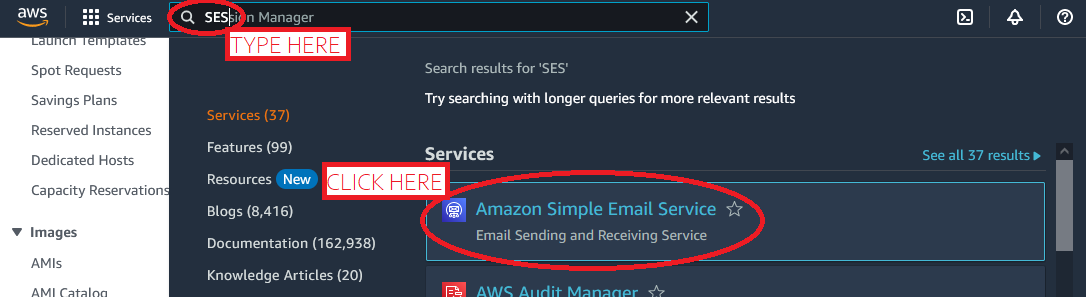 aws
Services
SESsion Manager
TYPE HERE
Launch Templates
Spot Requests
Savings Plans
Reserved Instances
Dedicated Hosts
Capacity Reservations
Images
AMIs
AMI Catalog
Services (37)
Features (99)
Resources New
Blogs (8,416)
Documentation (162,938)
Knowledge Articles (20)
Search results for 'SES'
Try searching with longer queries for more relevant results
Services
See all 37 results
CLICK HERE
Amazon Simple Email Service
Email Sending and Receiving Service
AWS Audit Manager